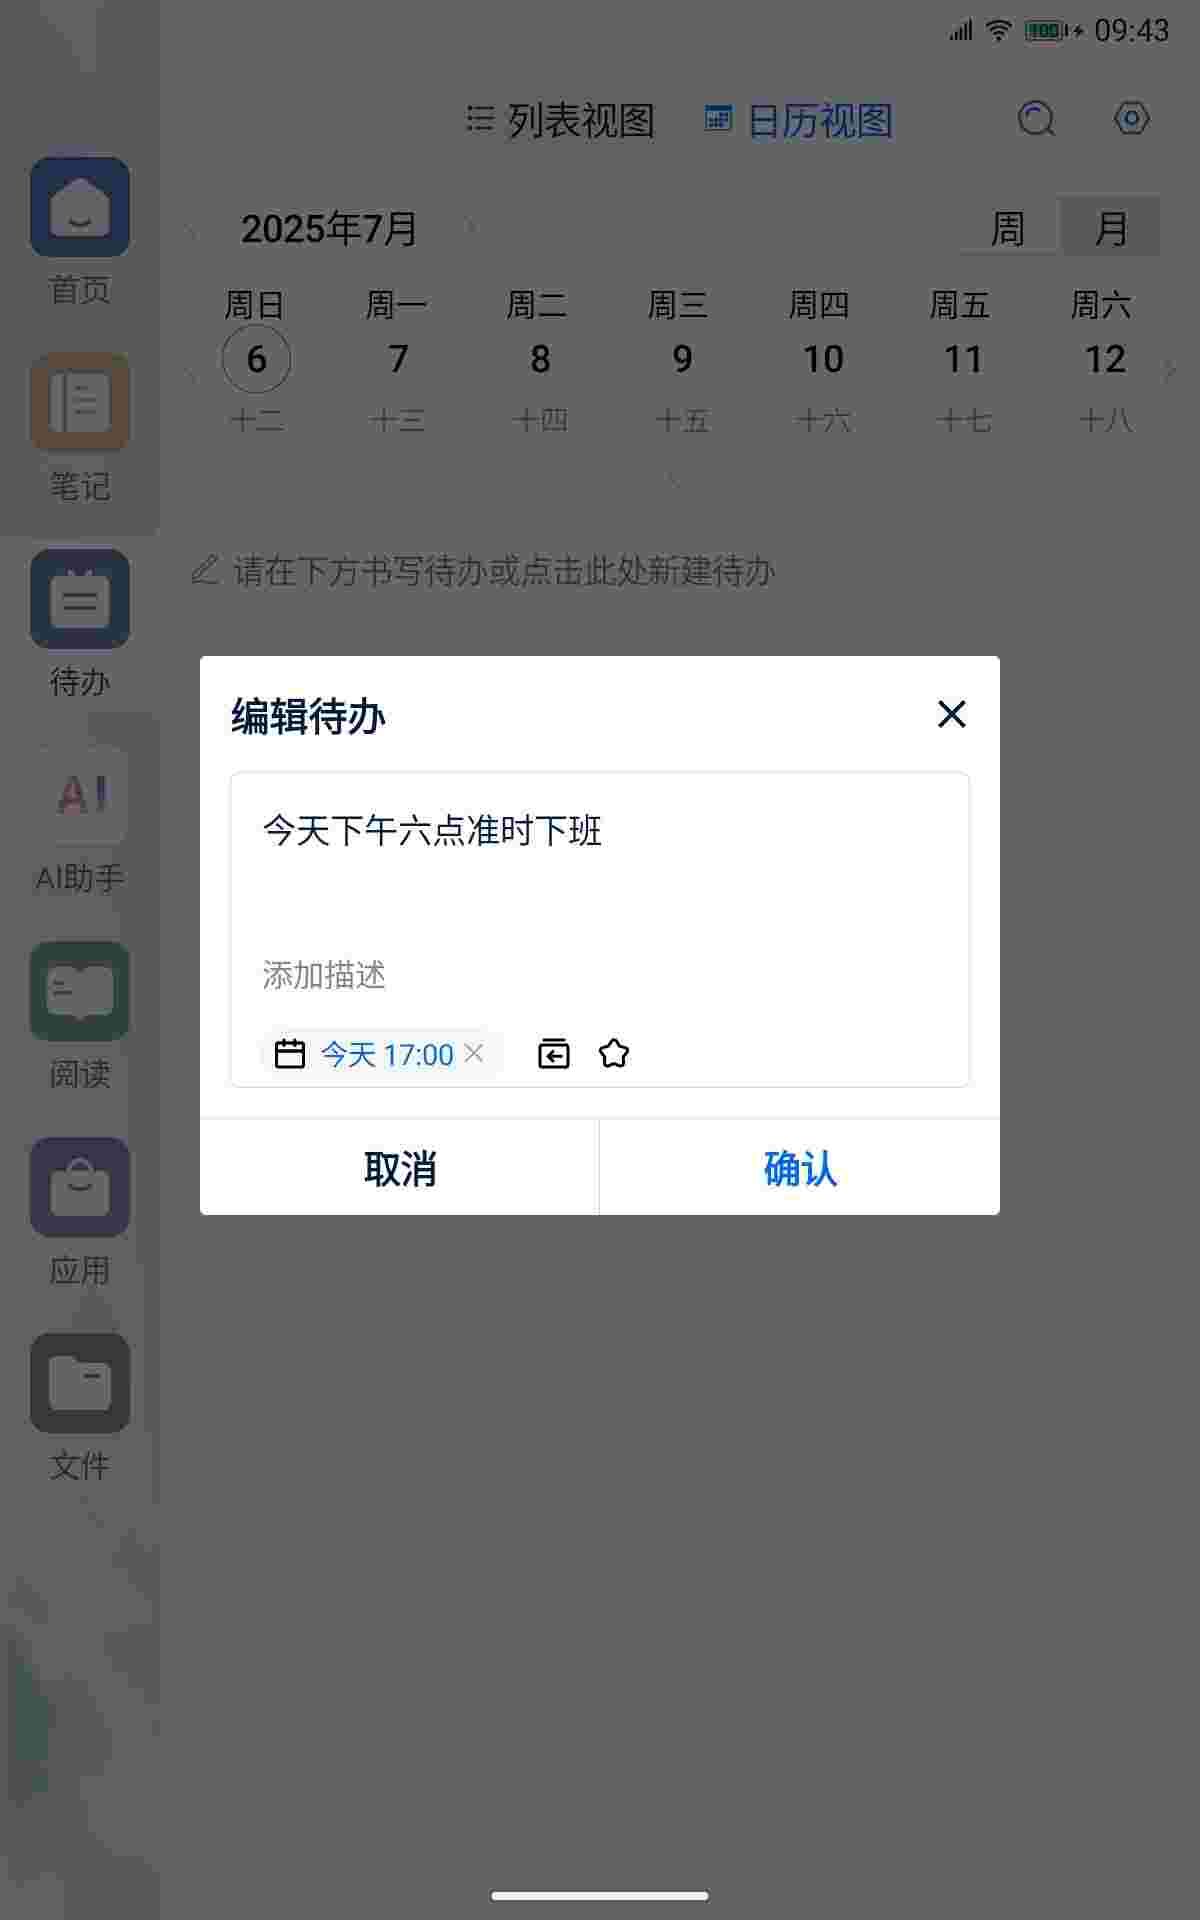 100 09:43
列表视图 日历视图
2025年7月 周 月
周日 周一 周二 周三 周四 周五 周六
6 7 8 9 10 11 12
十二 十三 十四 十五 十六 十七 十八
请在下方书写待办或点击此处新建待办
首页
笔记
待办
AI
AI助手
阅读
应用
文件
编辑待办
今天下午六点准时下班
添加描述
今天 17:00
取消 确认